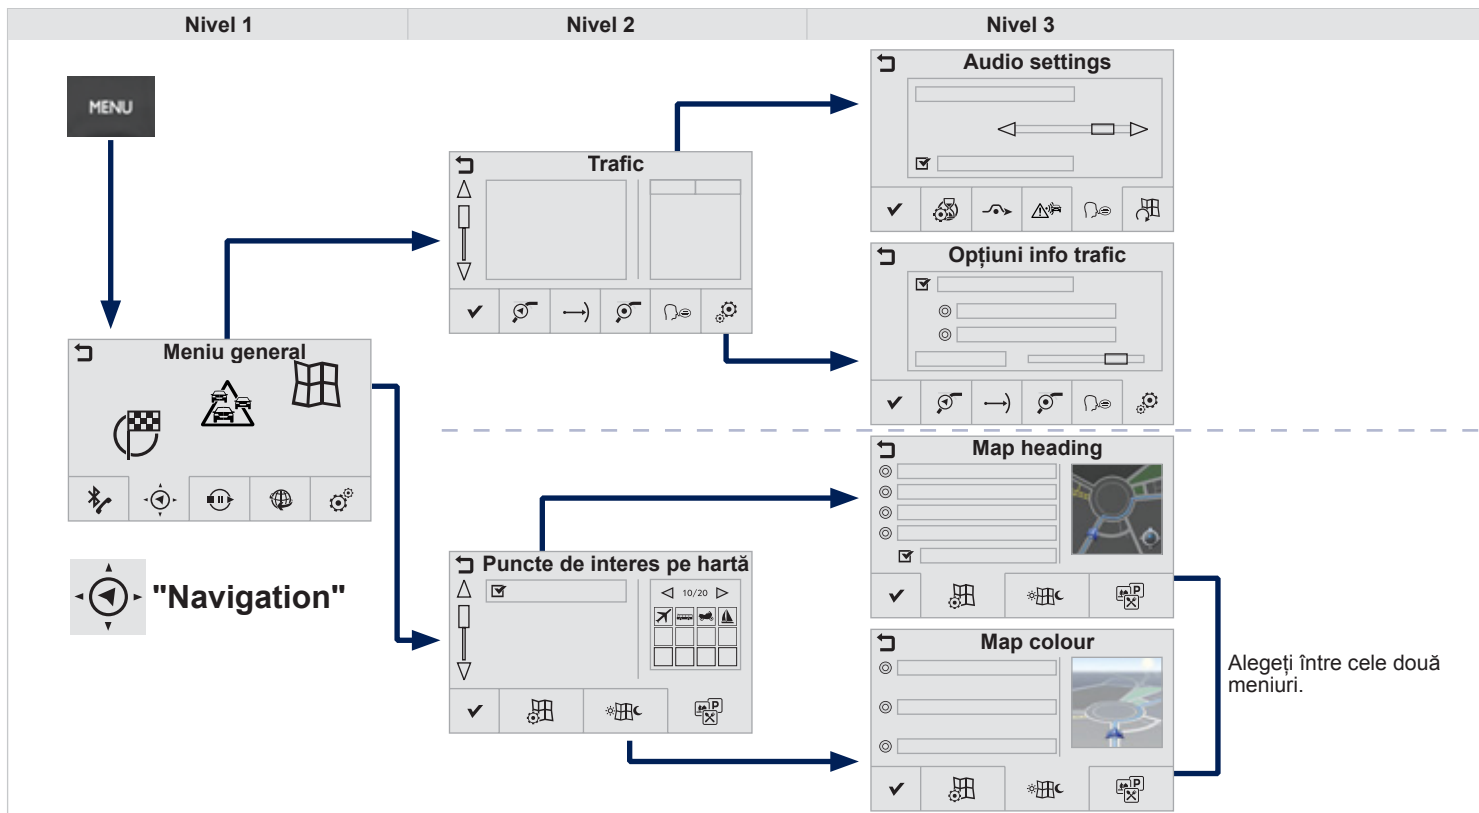 Nivel 1
Nivel 2
Nivel 3
MENU
Meniu general
"Navigation"
Trafic
Puncte de interes pe hartă
10/20
Audio settings
Opțiuni info trafic
Map heading
P
Map colour
P
P
Alegeți între cele două
meniuri.